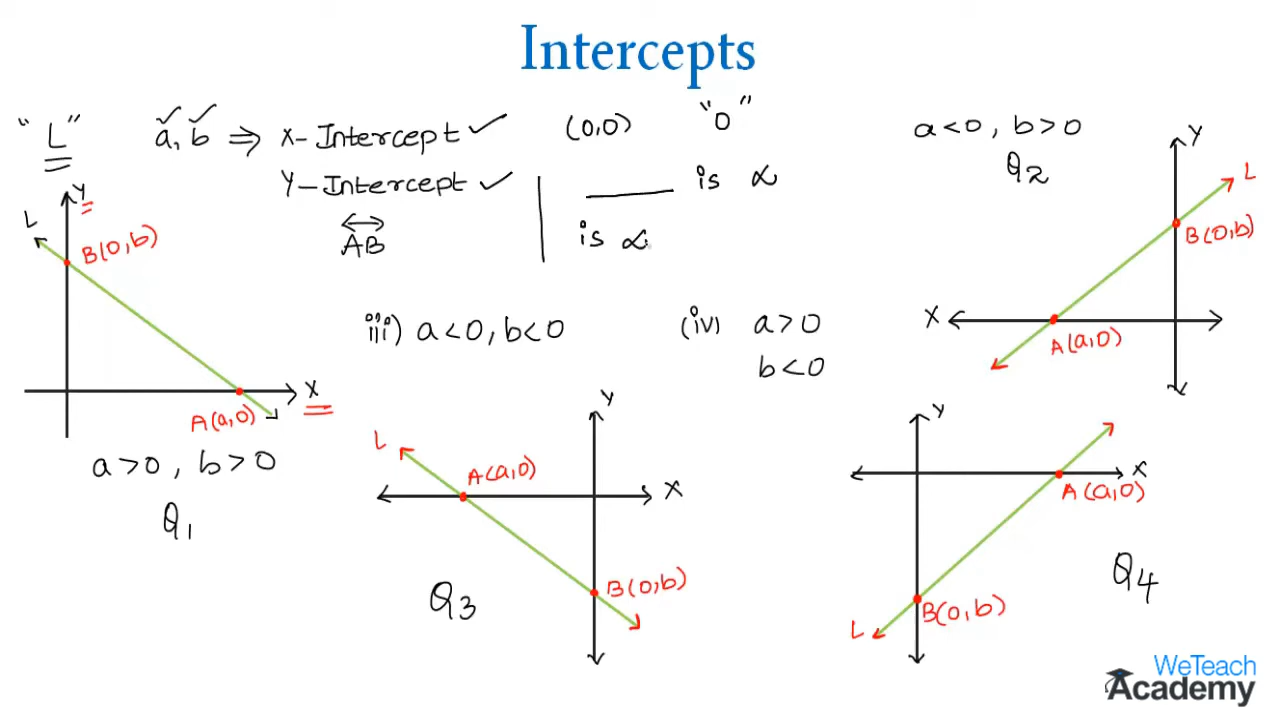 Intercepts
"L"
a, b ⇒ X-Intercept ✓
Y-Intercept ✓
AB
(0,0) "0"
is α
is α
a<0, b>0
Q2
Y
L
B(0,b)
X
A(a,0)
Y
L
B(0,b)
X
A(a,0)
a>0, b>0
Q1
iii) a<0, b<0
(iv) a>0
b<0
Y
L
A(a,0)
X
B(0,b)
Q3
Y
X
A(a,0)
B(0,b)
L
Q4
WeTeach
Academy